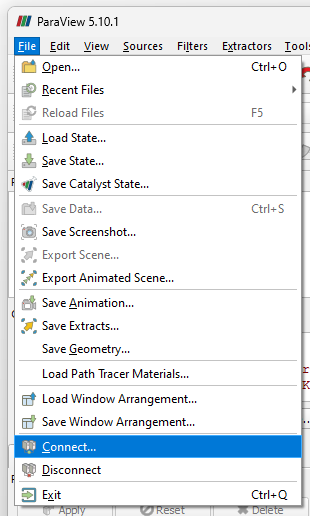 ParaView 5.10.1
File Edit View Sources Filters Extractors Tools
Open... Ctrl+O
Recent Files
Reload Files F5
Load State...
Save State...
Save Catalyst State...
Save Data... Ctrl+S
Save Screenshot...
Export Scene...
Export Animated Scene...
Save Animation...
Save Extracts...
Save Geometry...
Load Path Tracer Materials...
Load Window Arrangement...
Save Window Arrangement...
Connect...
Disconnect
Exit Ctrl+Q
Apply Reset Delete